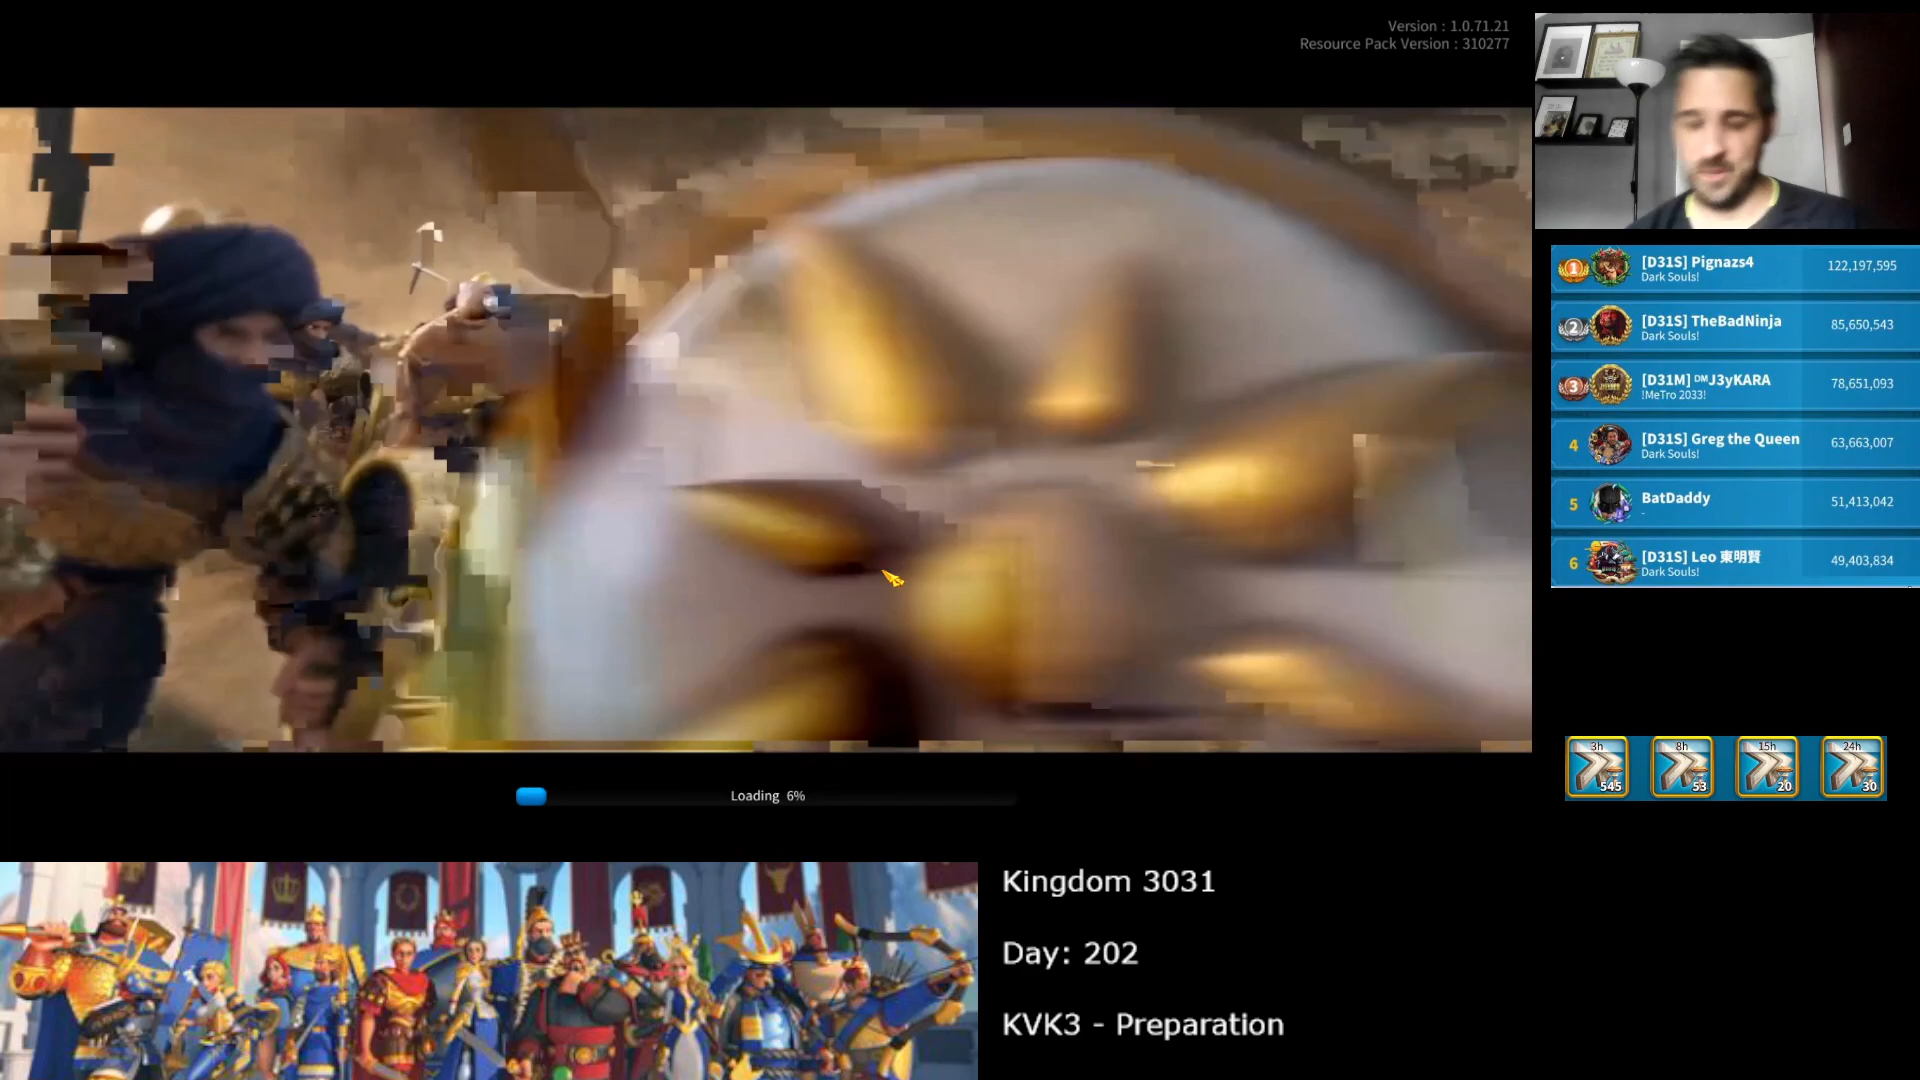 Version : 1.0.71.21
Resource Pack Version : 310277
1 [D31S] Pignazs4 122,197,595
Dark Souls!
2 [D31S] TheBadNinja 85,650,543
Dark Souls!
3 [D31M] ᴰᴹJ3yKARA 78,651,093
!MeTro 2033!
4 [D31S] Greg the Queen 63,663,007
Dark Souls!
5 BatDaddy 51,413,042
-
6 [D31S] Leo 東明賢 49,403,834
Dark Souls!
3h 8h 15h 24h
545 53 20 30
Loading 6%
Kingdom 3031
Day: 202
KVK3 - Preparation